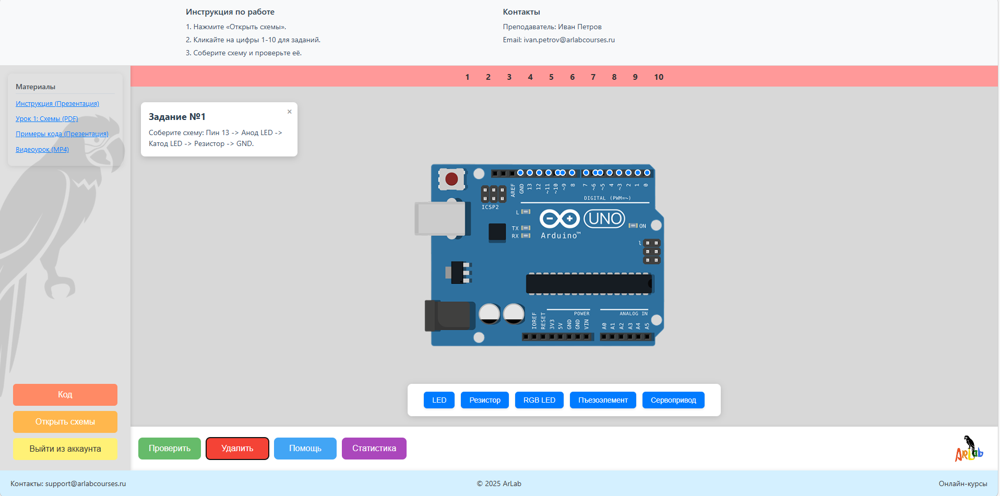 Инструкция по работе
1. Нажмите «Открыть схемы».
2. Кликайте на цифры 1-10 для заданий.
3. Соберите схему и проверьте её.
Контакты
Преподаватель: Иван Петров
Email: ivan.petrov@arlabcourses.ru
1 2 3 4 5 6 7 8 9 10
Материалы
Инструкция (Презентация)
Урок 1: Схемы (PDF)
Примеры кода (Презентация)
Видеоурок (MP4)
Задание №1
×
Соберите схему: Пин 13 -> Анод LED ->
Катод LED -> Резистор -> GND.
AREF GND 13 12 ~11 ~10 ~9 8 7 ~6 ~5 4 ~3 2 1 0
DIGITAL (PWM=~)
ICSP2
L
TX
RX
UNO
Arduino™
ON
1
POWER
ANALOG IN
IOREF RESET 3V3 5V GND GND VIN A0 A1 A2 A3 A4 A5
LED
Резистор
RGB LED
Пъезоэлемент
Сервопривод
Код
Открыть схемы
Выйти из аккаунта
Проверить
Удалить
Помощь
Статистика
ArLab
Контакты: support@arlabcourses.ru
© 2025 ArLab
Онлайн-курсы